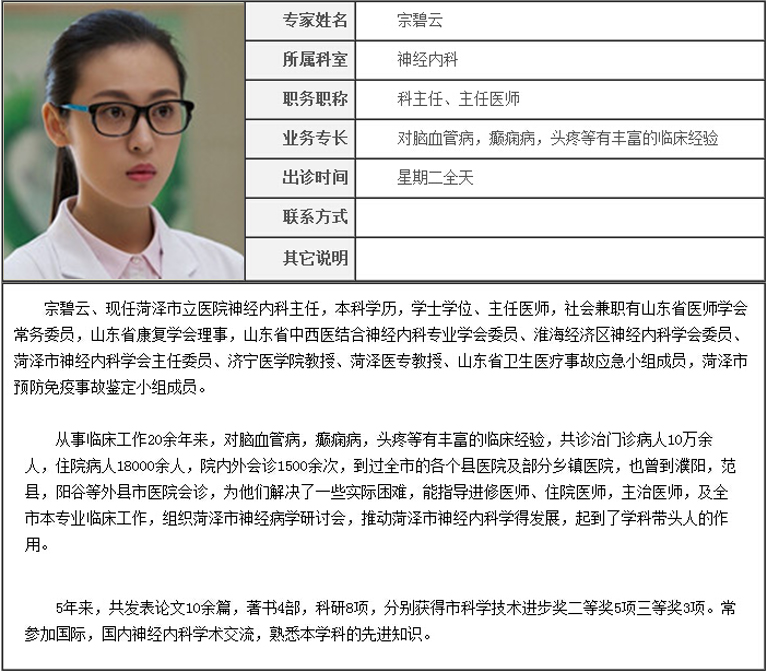 专家姓名 宗碧云
所属科室 神经内科
职务职称 科主任、主任医师
业务专长 对脑血管病，癫痫病，头疼等有丰富的临床经验
出诊时间 星期二全天
联系方式
其它说明
宗碧云、现任菏泽市立医院神经内科主任，本科学历，学士学位、主任医师，社会兼职有山东省医师学会
常务委员，山东省康复学会理事，山东省中西医结合神经内科专业学会委员、淮海经济区神经内科学会委员、
菏泽市神经内科学会主任委员、济宁医学院教授、菏泽医专教授、山东省卫生医疗事故应急小组成员，菏泽市
预防免疫事故鉴定小组成员。
从事临床工作20余年来，对脑血管病，癫痫病，头疼等有丰富的临床经验，共诊治门诊病人10万余
人，住院病人18000余人，院内外会诊1500余次，到过全市的各个县医院及部分乡镇医院，也曾到濮阳，范
县，阳谷等外县市医院会诊，为他们解决了一些实际困难，能指导进修医师、住院医师，主治医师，及全
市本专业临床工作，组织菏泽市神经病学研讨会，推动菏泽市神经内科学得发展，起到了学科带头人的作
用。
5年来，共发表论文10余篇，著书4部，科研8项，分别获得市科学技术进步奖二等奖5项三等奖3项。常
参加国际，国内神经内科学术交流，熟悉本学科的先进知识。